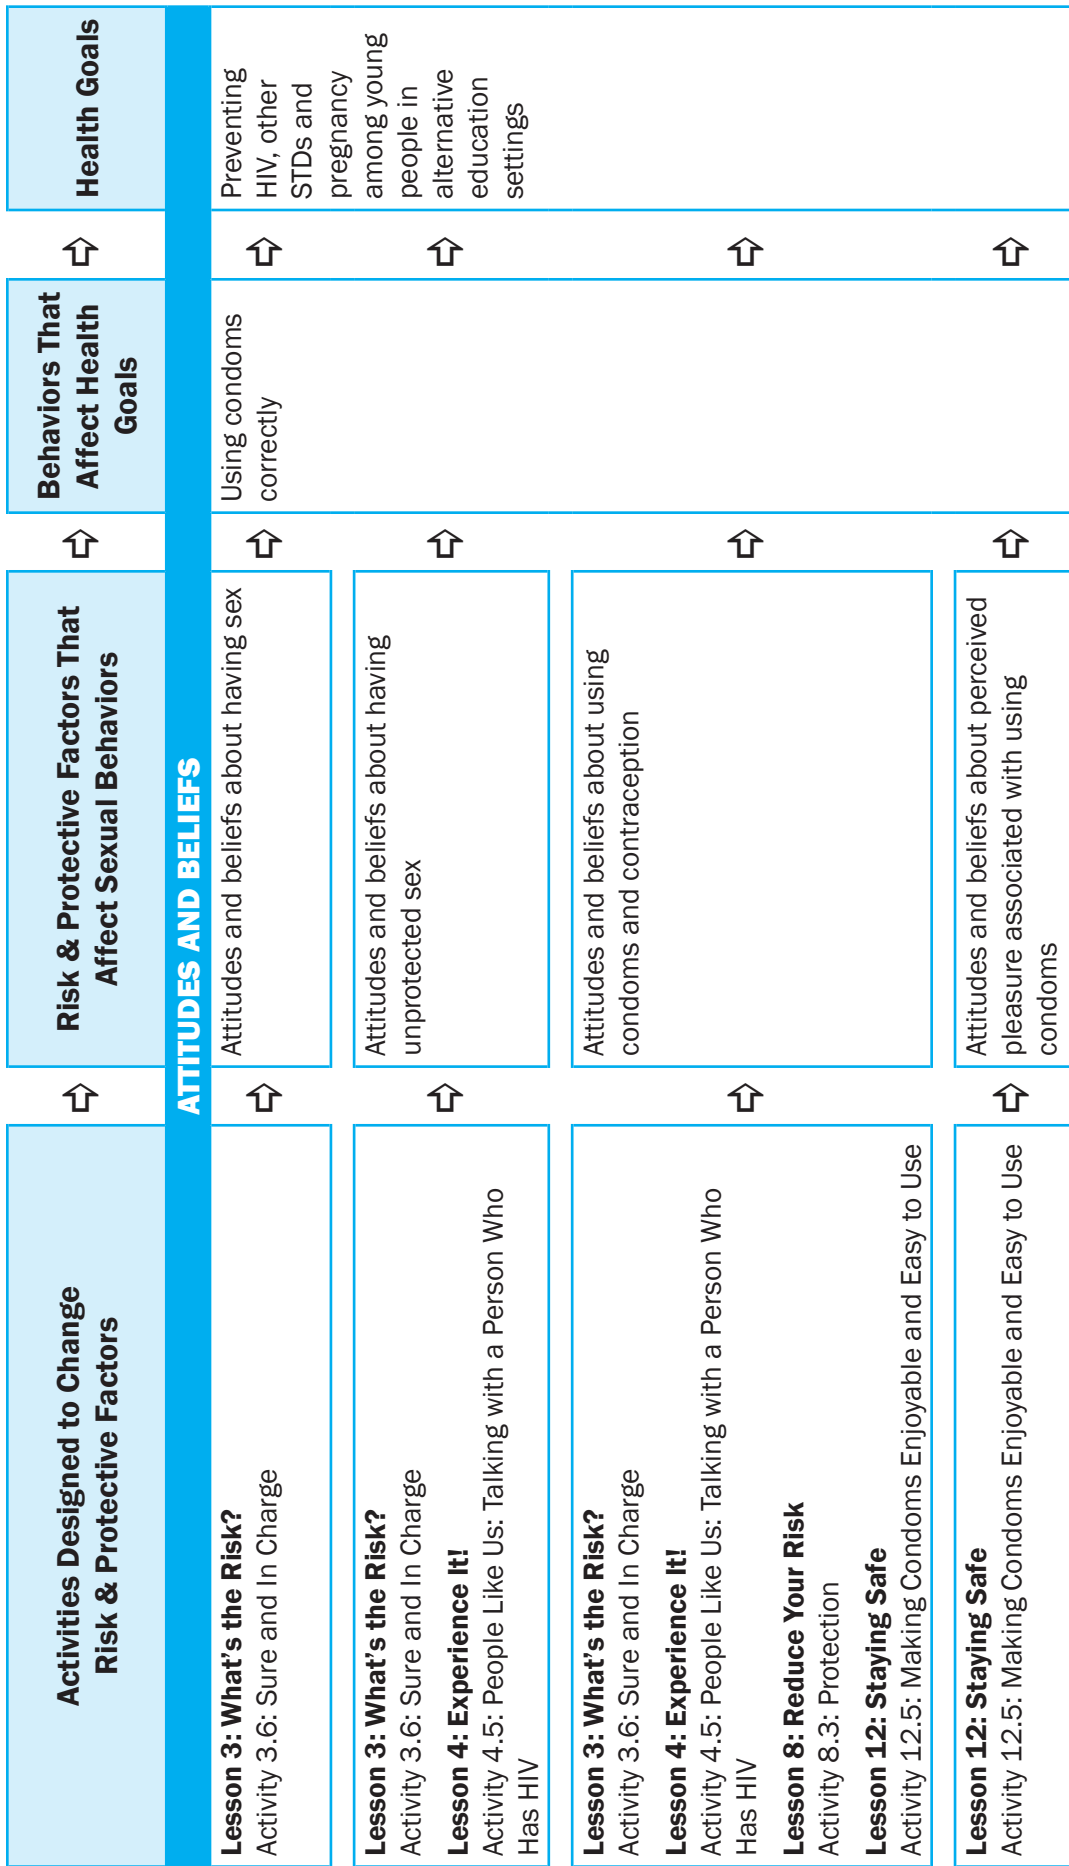 Activities Designed to Change
Risk & Protective Factors
Risk & Protective Factors That
Affect Sexual Behaviors
Behaviors That
Affect Health
Goals
Health Goals
ATTITUDES AND BELIEFS
Lesson 3: What's the Risk?
Activity 3.6: Sure and In Charge
Attitudes and beliefs about having sex
Using condoms
correctly
Preventing
HIV, other
STDs and
pregnancy
among young
people in
alternative
education
settings
Lesson 3: What's the Risk?
Activity 3.6: Sure and In Charge
Lesson 4: Experience It!
Activity 4.5: People Like Us: Talking with a Person Who
Has HIV
Attitudes and beliefs about having
unprotected sex
Lesson 3: What's the Risk?
Activity 3.6: Sure and In Charge
Lesson 4: Experience It!
Activity 4.5: People Like Us: Talking with a Person Who
Has HIV
Lesson 8: Reduce Your Risk
Activity 8.3: Protection
Lesson 12: Staying Safe
Activity 12.5: Making Condoms Enjoyable and Easy to Use
Attitudes and beliefs about using
condoms and contraception
Lesson 12: Staying Safe
Activity 12.5: Making Condoms Enjoyable and Easy to Use
Attitudes and beliefs about perceived
pleasure associated with using
condoms